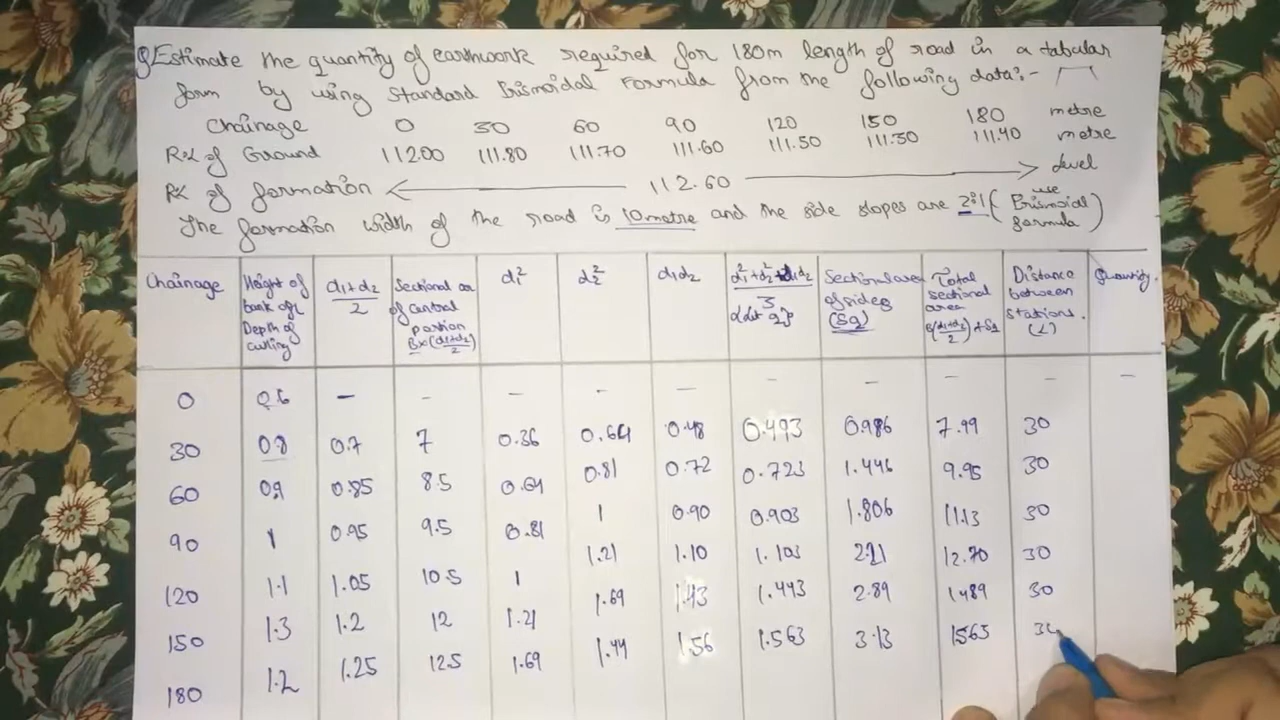 Q Estimate the quantity of earthwork required for 180m length of road in a tabular
form by using Standard Prismoidal Formula from the following data:-
Chainage 0 30 60 90 120 150 180 metre
RL of Ground 112.00 111.80 111.70 111.60 111.50 111.30 111.40 metre
RL of formation 112.60 level
The formation width of the road is 10 metre and the side slopes are 2:1 (use Prismoidal formula)
Chainage | Height of bank or Depth of cutting | d1+d2/2 | Sectional ar of central portion B×(d1+d2/2) | d1² | d2² | d1d2 | d1²+d2²+d1d2/3 | Sectional area of sides (Sq) | Total sectional area B(d1+d2/2)+Sq | Distance between stations. (L) | Quantity.
0 0.6 – – – – – – – – – –
30 0.8 0.7 7 0.36 0.64 0.48 0.493 0.986 7.99 30
60 0.9 0.85 8.5 0.64 0.81 0.72 0.723 1.446 9.95 30
90 1 0.95 9.5 0.81 1 0.90 0.903 1.806 11.13 30
120 1.1 1.05 10.5 1 1.21 1.10 1.103 2.21 12.70 30
150 1.3 1.2 12 1.21 1.69 1.43 1.443 2.89 1489 30
180 1.2 1.25 12.5 1.69 1.44 1.56 1.563 3.13 1563 30